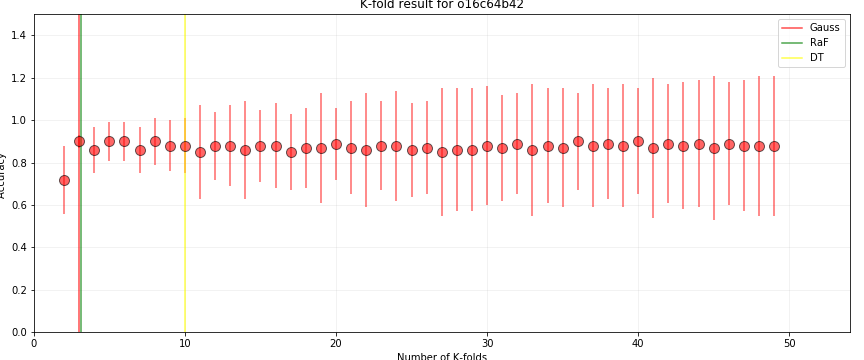 K-fold result for o16c64b42
Gauss
RaF
DT
1.4
1.2
1.0
0.8
0.6
0.4
0.2
0.0
Accuracy
0 10 20 30 40 50
Number of K-folds